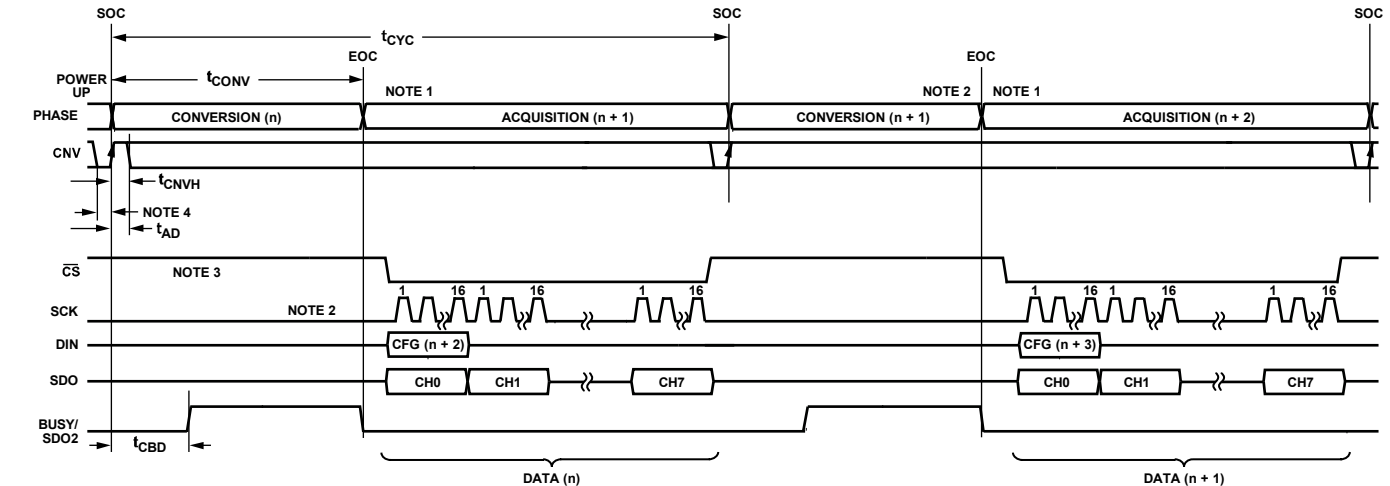 SOC SOC SOC
tCYC
EOC EOC
tCONV
POWER
UP
NOTE 1 NOTE 2 NOTE 1
PHASE CONVERSION (n) ACQUISITION (n + 1) CONVERSION (n + 1) ACQUISITION (n + 2)
CNV
tCNVH
NOTE 4
tAD
CS NOTE 3
1 16 1 16 1 16 1 16 1 16 1 16
SCK NOTE 2
DIN CFG (n + 2) CFG (n + 3)
SDO CH0 CH1 CH7 CH0 CH1 CH7
BUSY/
SDO2
tCBD
DATA (n) DATA (n + 1)